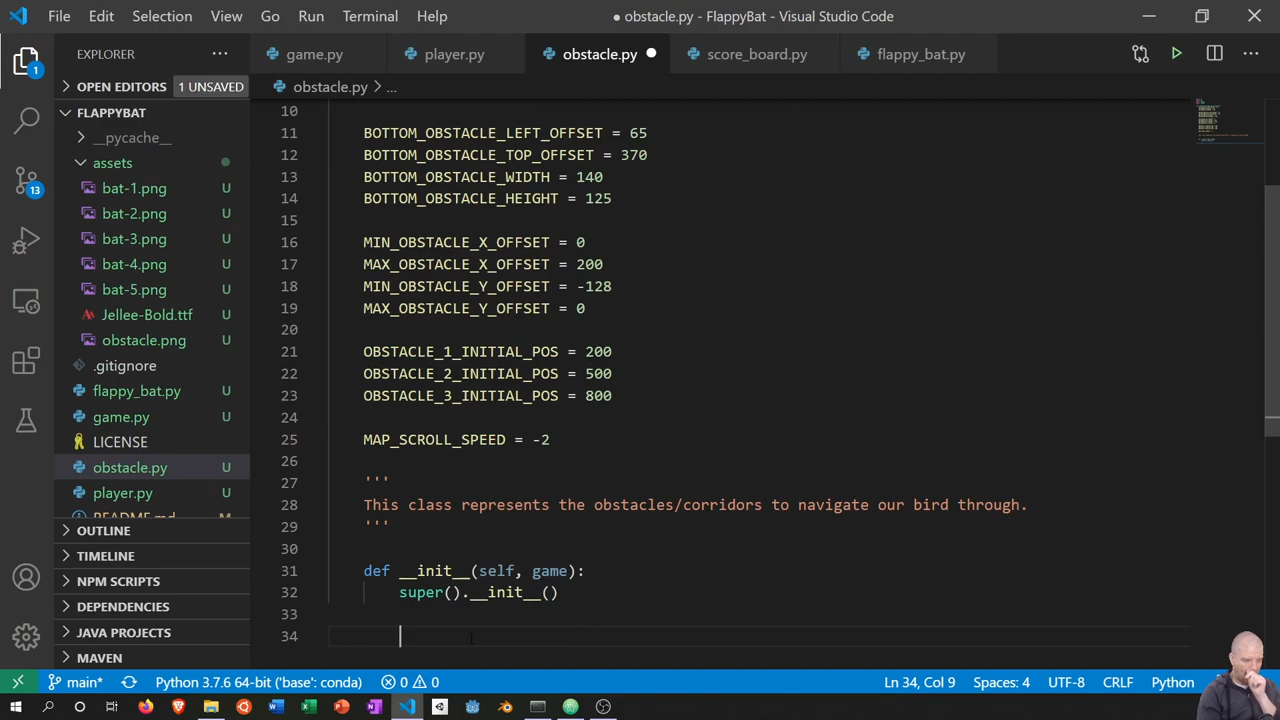 File Edit Selection View Go Run Terminal Help
● obstacle.py - FlappyBat - Visual Studio Code
EXPLORER
game.py player.py obstacle.py score_board.py flappy_bat.py
OPEN EDITORS 1 UNSAVED
obstacle.py > ...
FLAPPYBAT
__pycache__
assets
bat-1.png U
bat-2.png U
bat-3.png U
bat-4.png U
bat-5.png U
Jellee-Bold.ttf U
obstacle.png U
.gitignore
flappy_bat.py U
game.py U
LICENSE
obstacle.py U
player.py U
README.md M
OUTLINE
TIMELINE
NPM SCRIPTS
DEPENDENCIES
JAVA PROJECTS
MAVEN
1
13
10
11 BOTTOM_OBSTACLE_LEFT_OFFSET = 65
12 BOTTOM_OBSTACLE_TOP_OFFSET = 370
13 BOTTOM_OBSTACLE_WIDTH = 140
14 BOTTOM_OBSTACLE_HEIGHT = 125
15
16 MIN_OBSTACLE_X_OFFSET = 0
17 MAX_OBSTACLE_X_OFFSET = 200
18 MIN_OBSTACLE_Y_OFFSET = -128
19 MAX_OBSTACLE_Y_OFFSET = 0
20
21 OBSTACLE_1_INITIAL_POS = 200
22 OBSTACLE_2_INITIAL_POS = 500
23 OBSTACLE_3_INITIAL_POS = 800
24
25 MAP_SCROLL_SPEED = -2
26
27 '''
28 This class represents the obstacles/corridors to navigate our bird through.
29 '''
30
31 def __init__(self, game):
32 super().__init__()
33
34
main* Python 3.7.6 64-bit ('base': conda) 0 0 Ln 34, Col 9 Spaces: 4 UTF-8 CRLF Python